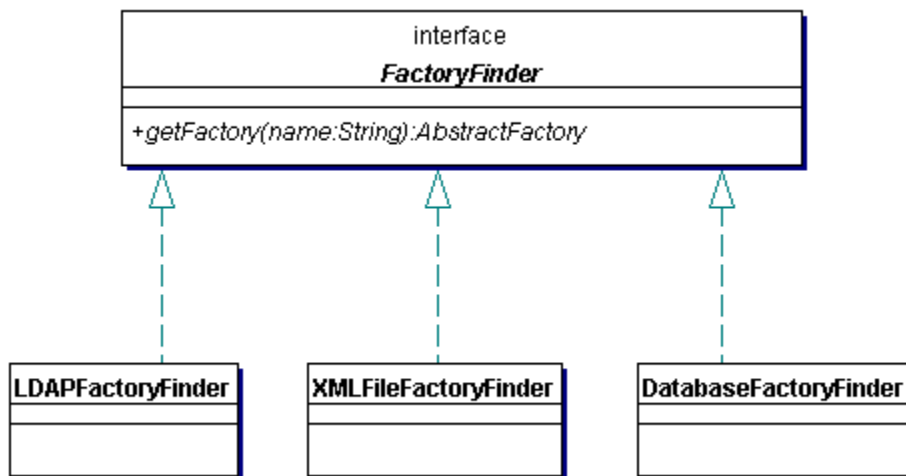 interface
FactoryFinder
+getFactory(name:String):AbstractFactory
LDAPFactoryFinder
XMLFileFactoryFinder
DatabaseFactoryFinder